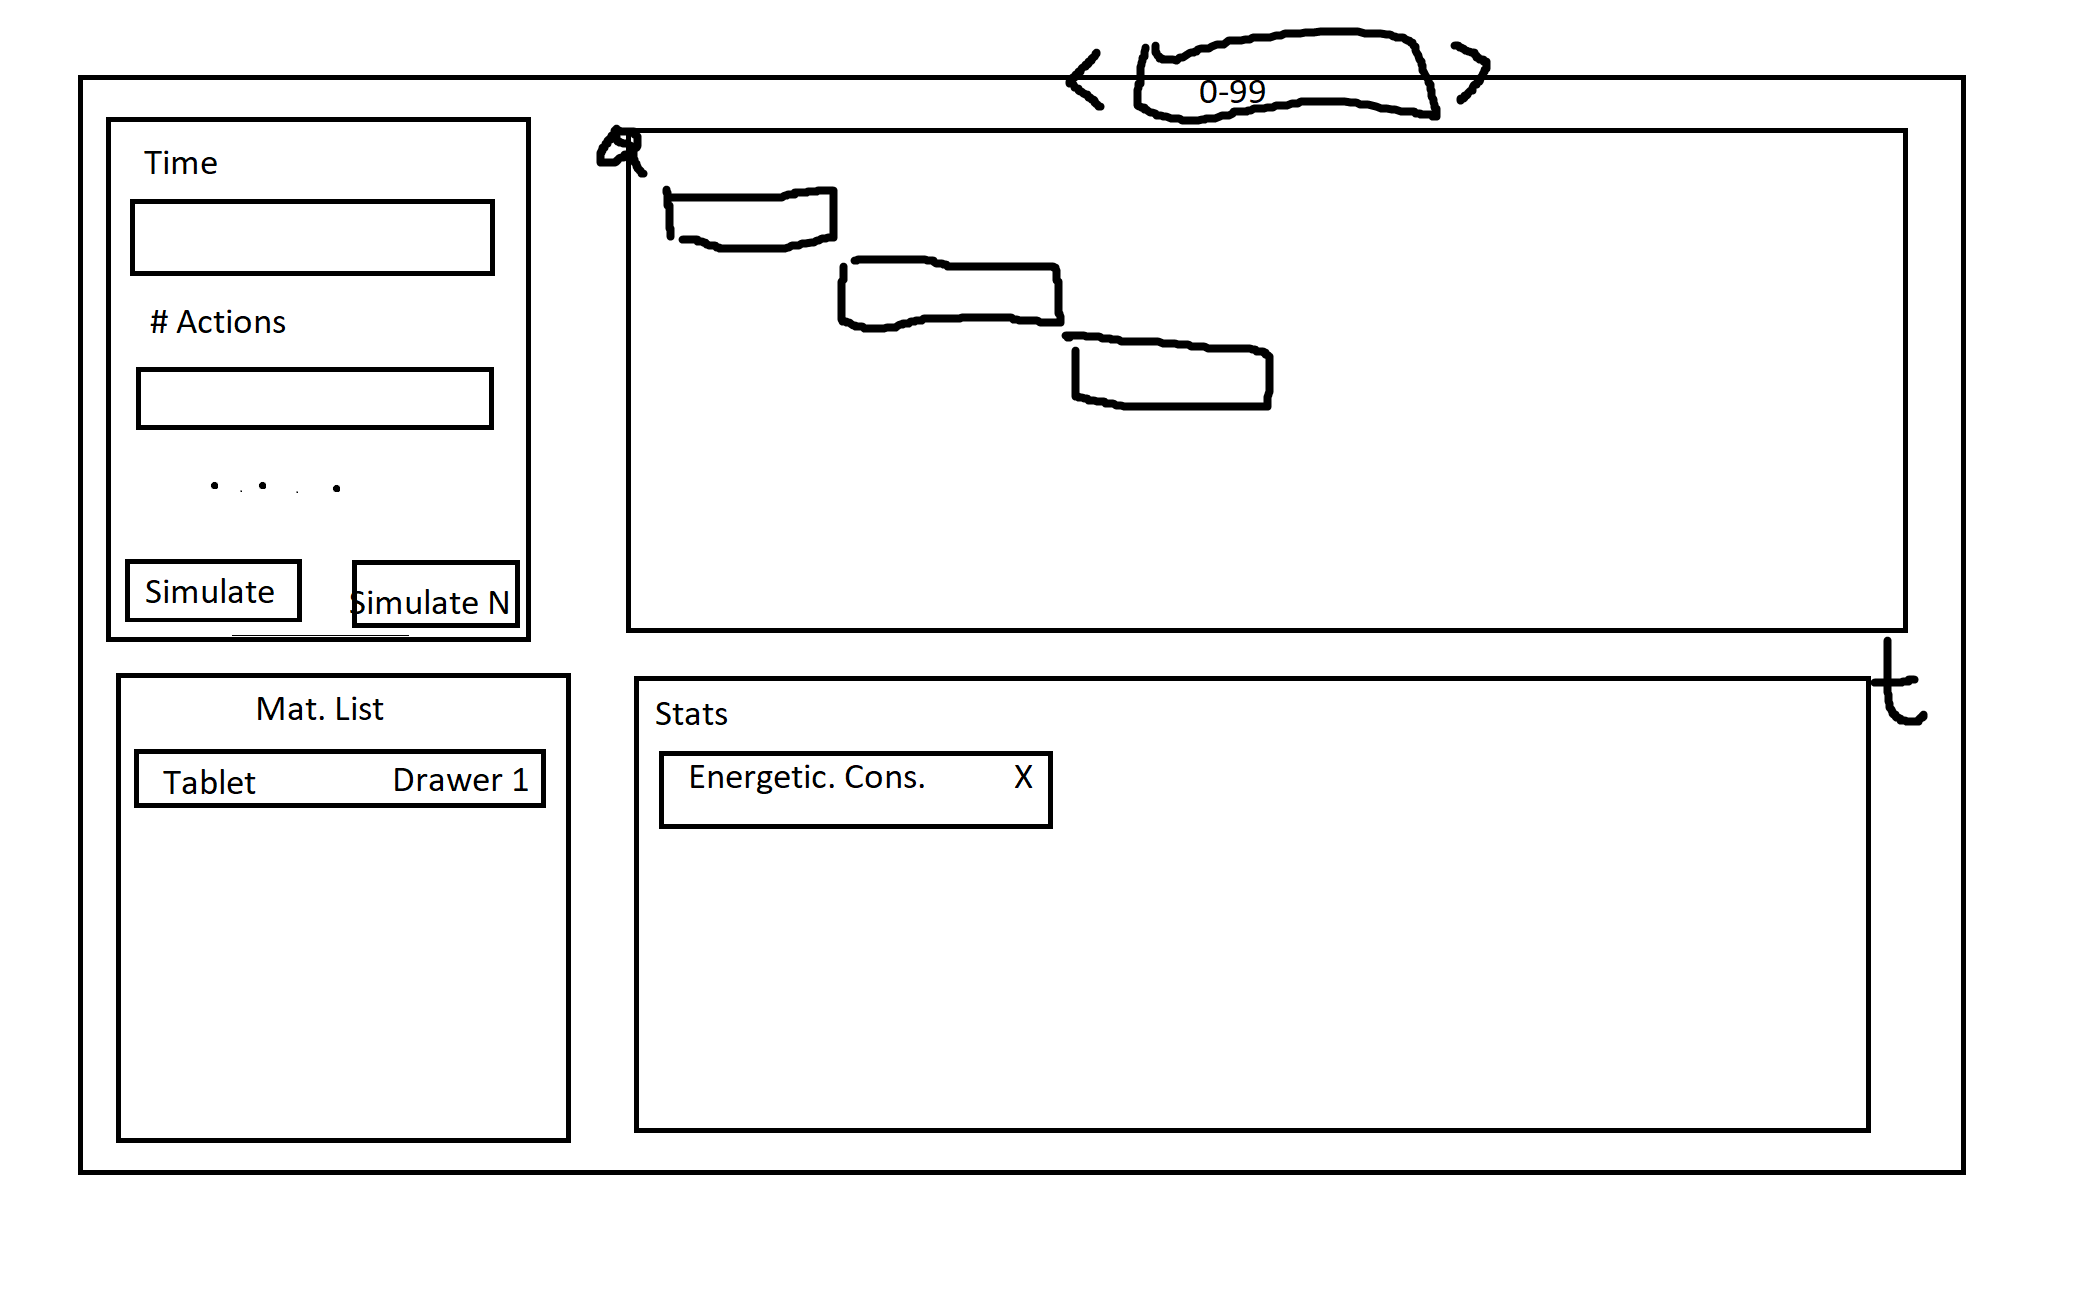 0-99
Time
# Actions
Simulate
Simulate N
a
t
Mat. List
Tablet Drawer 1
Stats
Energetic. Cons. X